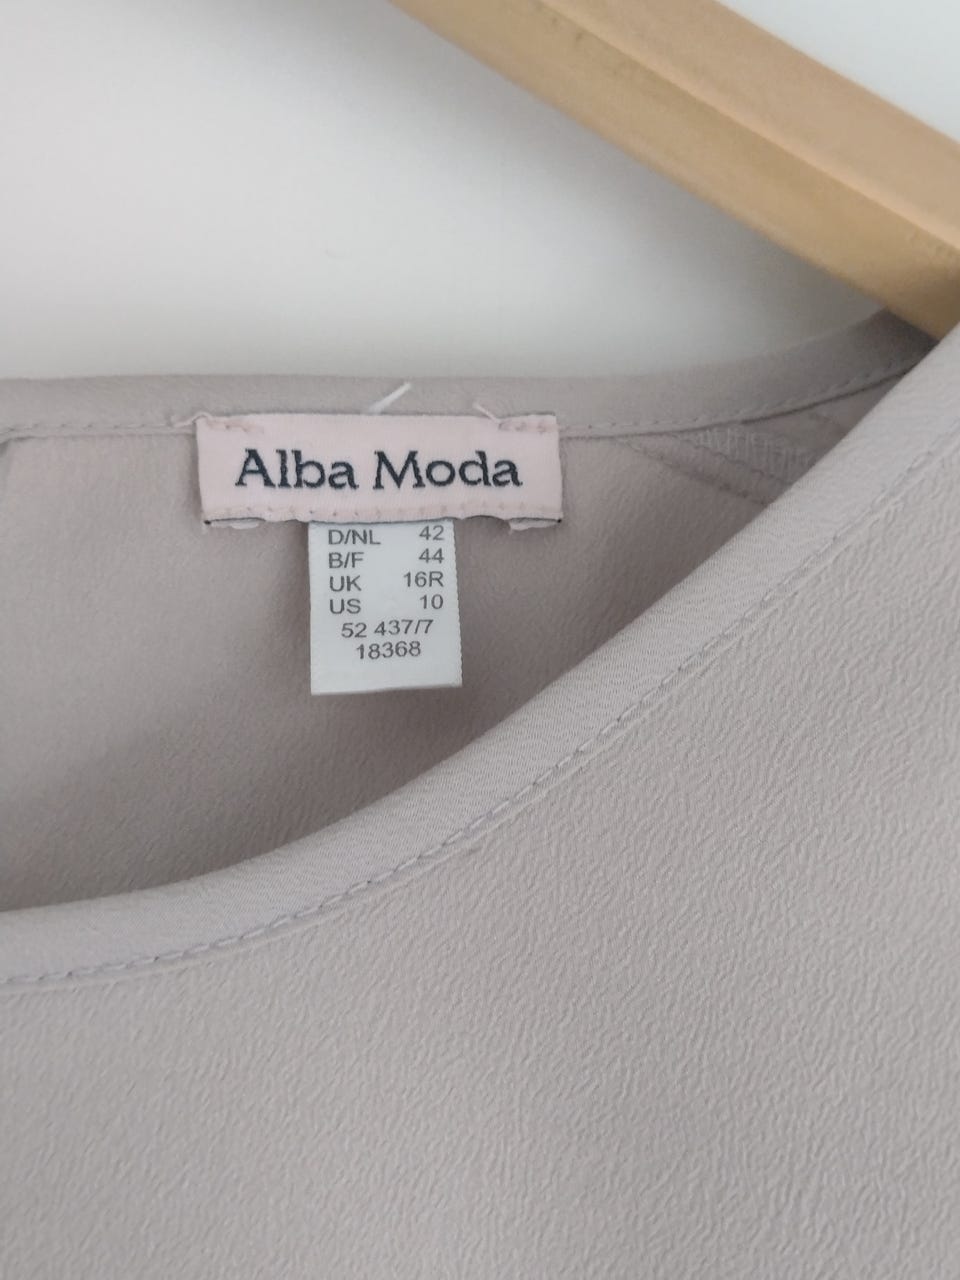 Alba Moda
D/NL 42
B/F 44
UK 16R
US 10
52 437/7
18368